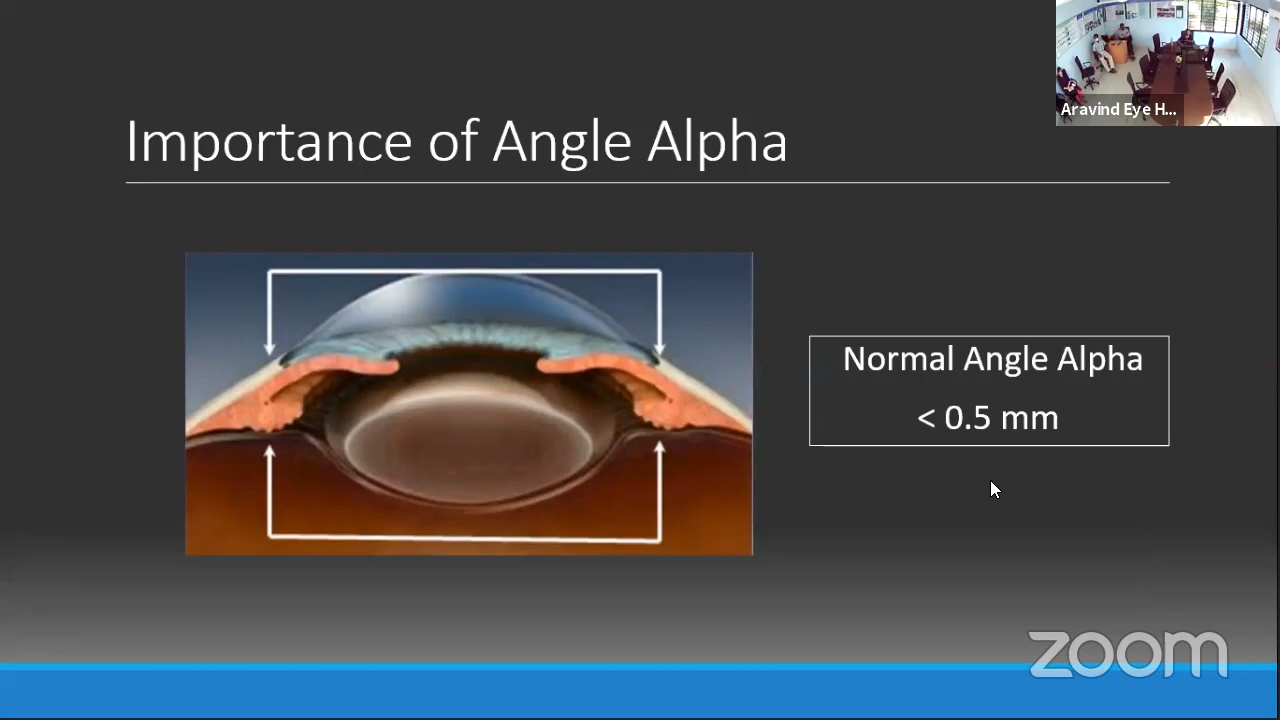 Aravind Eye H...
Importance of Angle Alpha
Normal Angle Alpha
< 0.5 mm
zoom